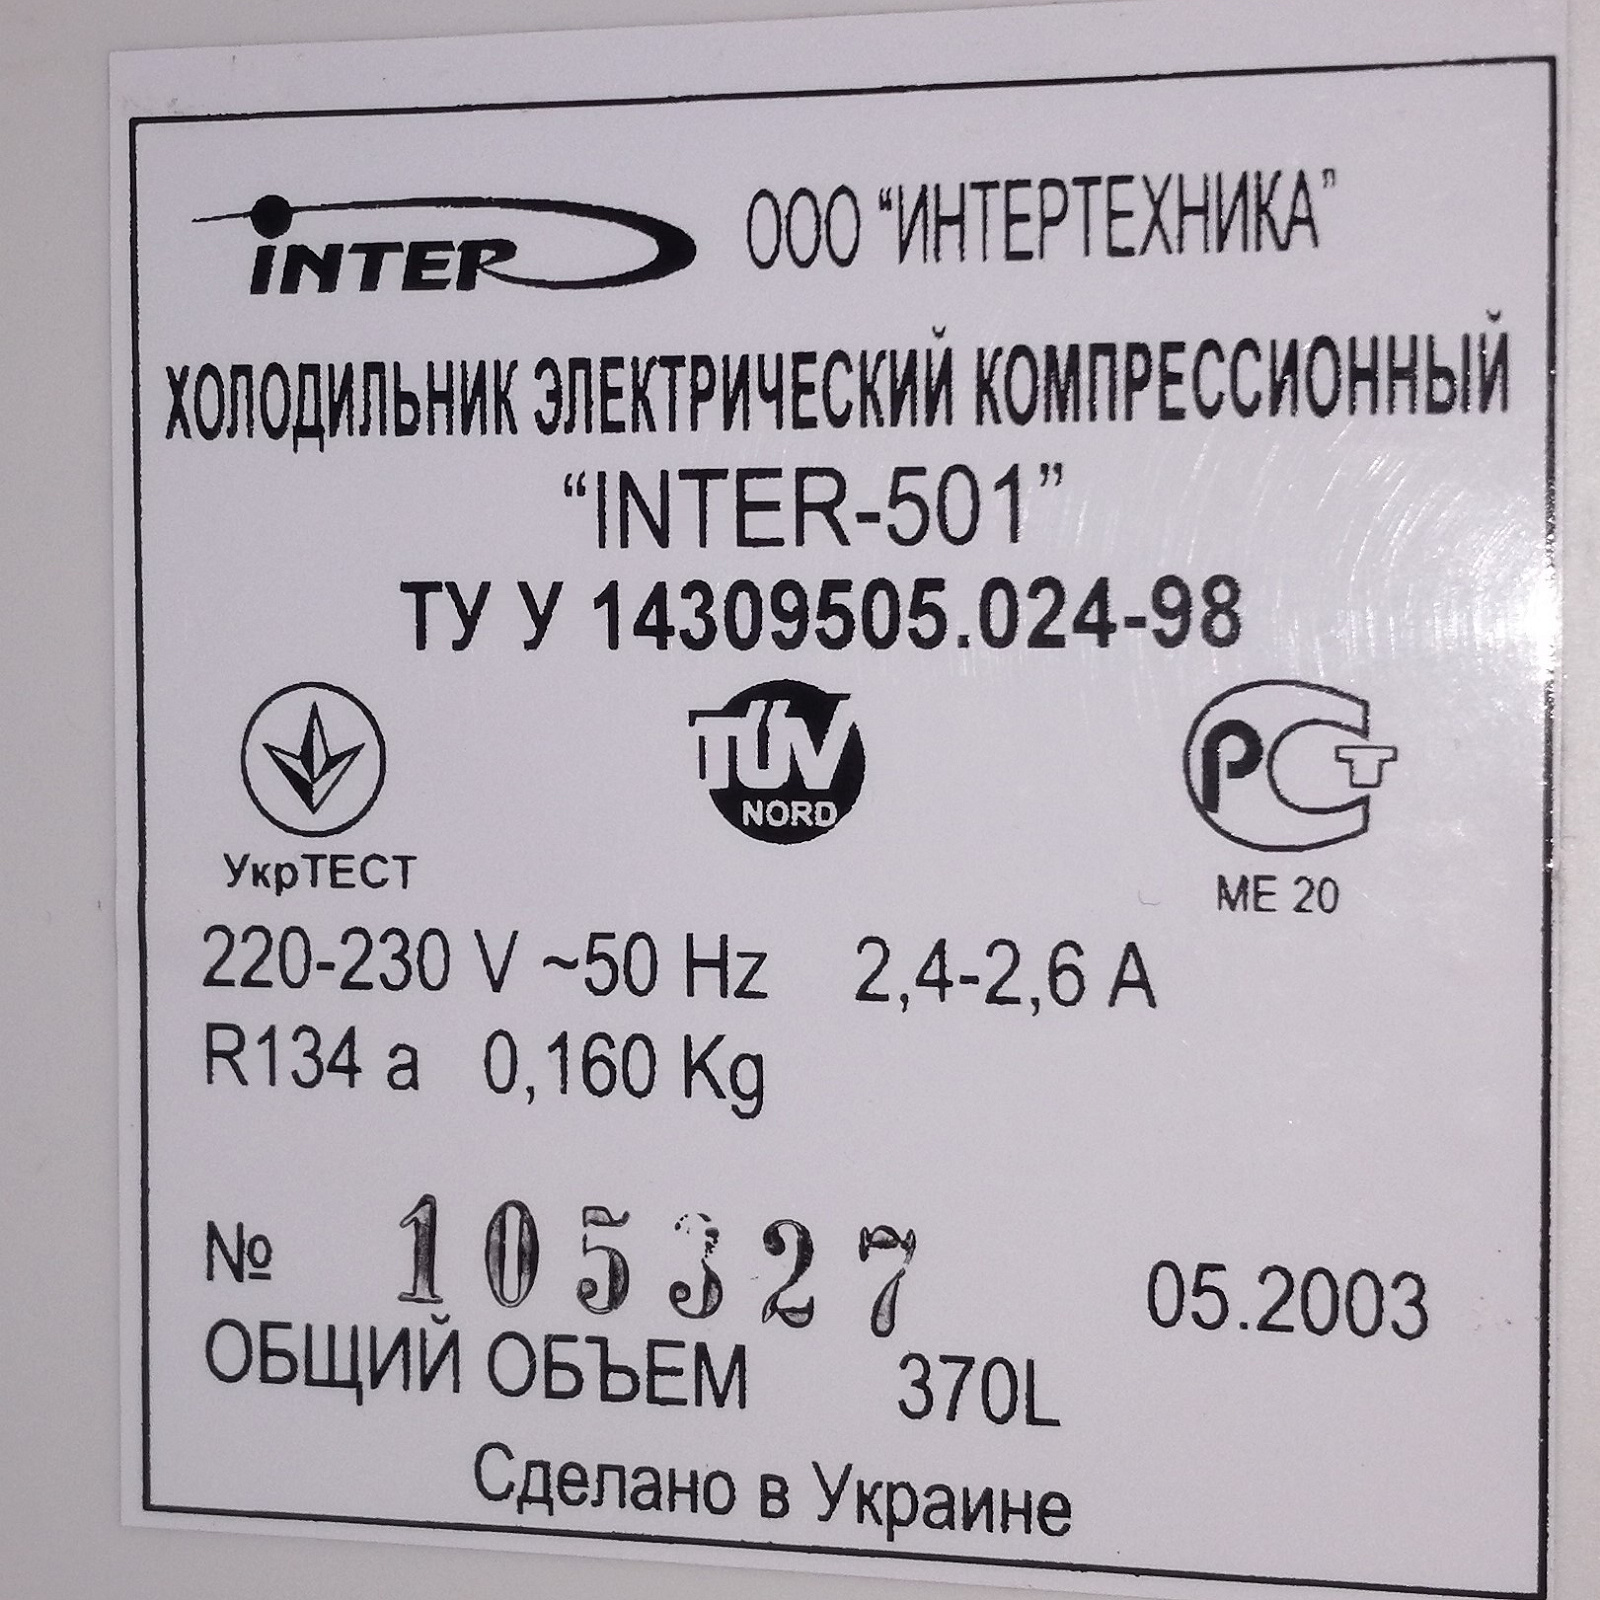 INTER ООО “ИНТЕРТЕХНИКА”
ХОЛОДИЛЬНИК ЭЛЕКТРИЧЕСКИЙ КОМПРЕССИОННЫЙ
“INTER-501”
ТУ У 14309505.024-98
TÜV
NORD
РСТ
УкрТЕСТ
МЕ 20
220-230 V ~50 Hz 2,4-2,6 A
R134 a 0,160 Kg
№ 105327 05.2003
ОБЩИЙ ОБЪЕМ 370L
Сделано в Украине